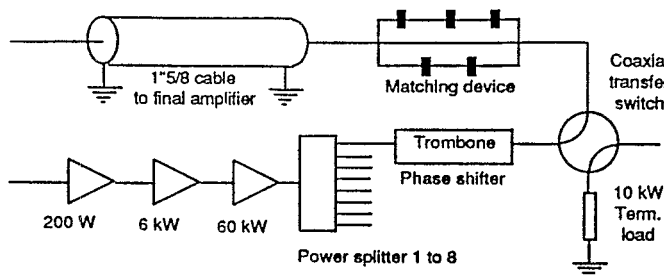 1"5/8 cable
to final amplifier
Matching device
Coaxia
transfe
switch
Trombone
Phase shifter
200 W
6 kW
60 kW
Power splitter 1 to 8
10 kW
Term.
load